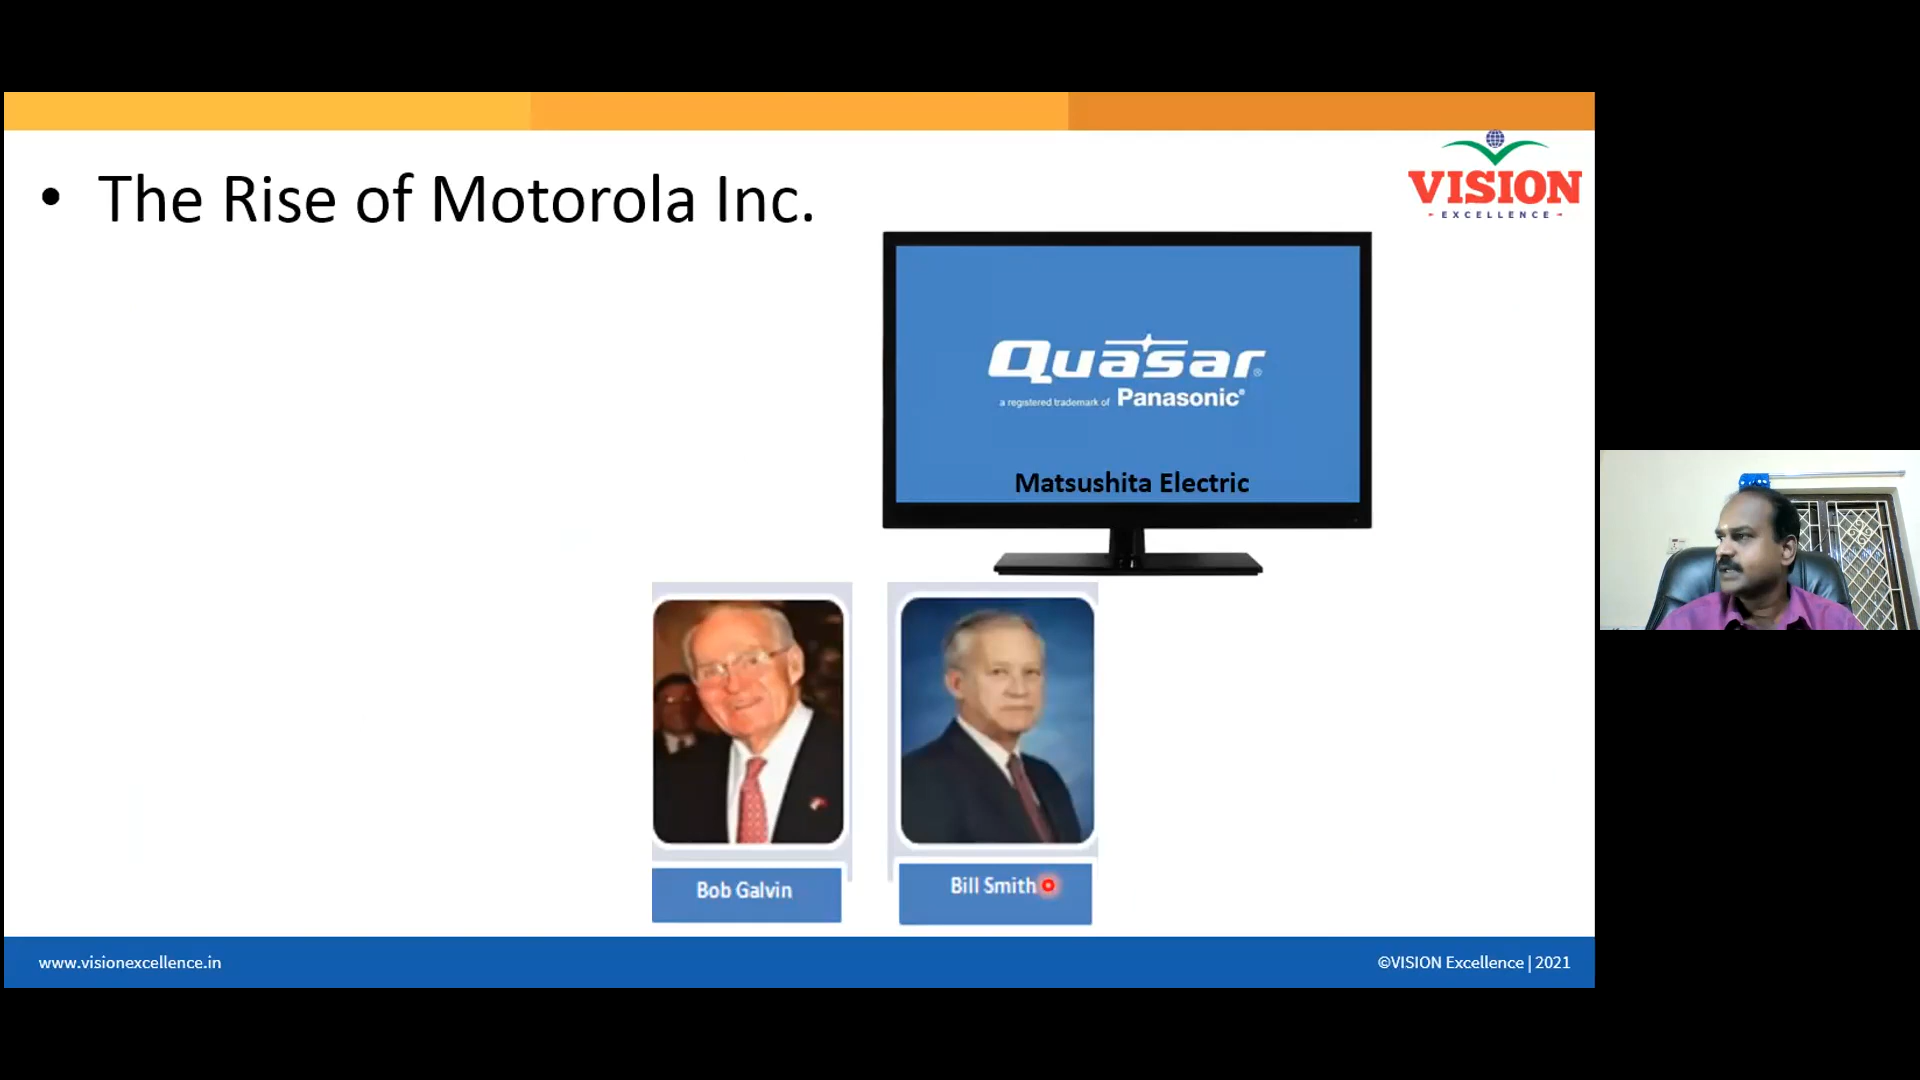 • The Rise of Motorola Inc.
VISION
- EXCELLENCE -
Quasar®
a registered trademark of Panasonic®
Matsushita Electric
Bob Galvin
Bill Smith
www.visionexcellence.in
©VISION Excellence | 2021